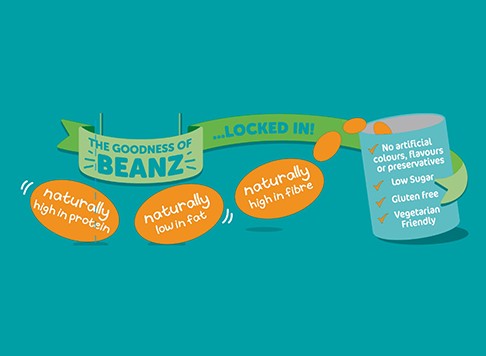 THE GOODNESS OF
BEANZ
...LOCKED IN!
naturally
high in protein
naturally
low in fat
naturally
high in fibre
No artificial
colours, flavours
or preservatives
Low Sugar
Gluten free
Vegetarian
Friendly